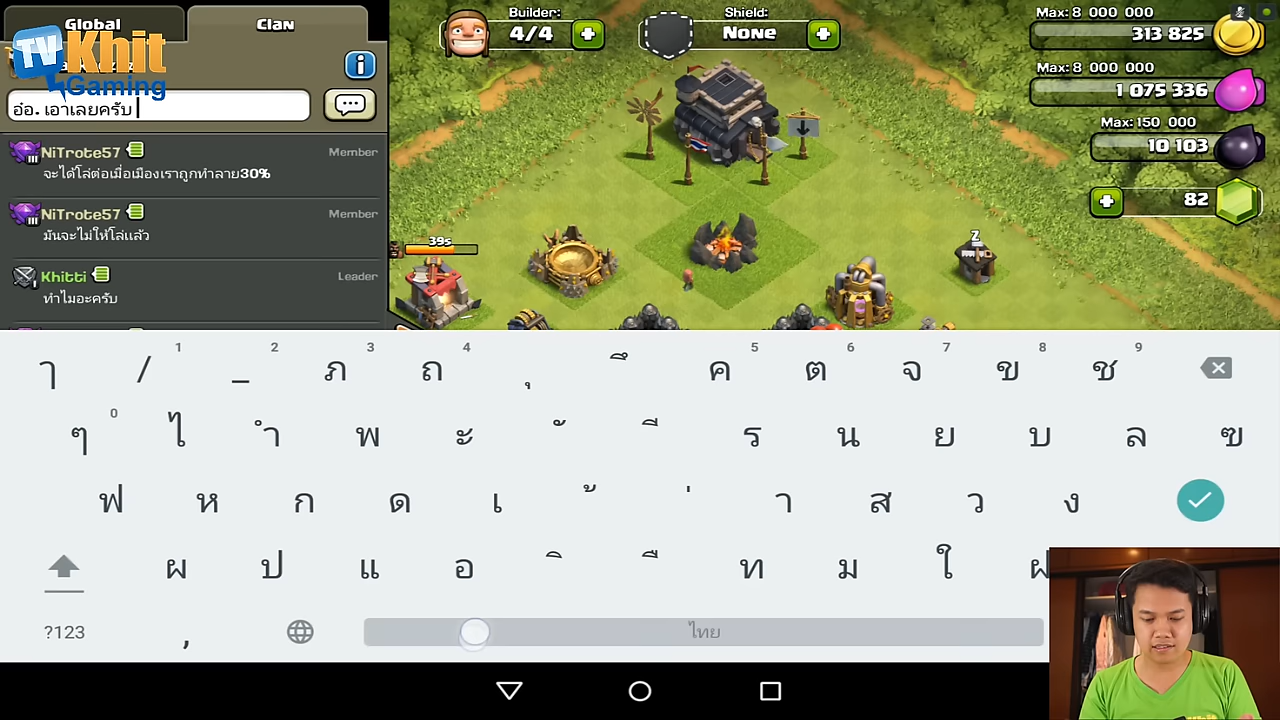 Global
Clan
TV Khit
Gaming
อ๋อ. เอาเลยครับ
NiTrote57
Member
จะได้โล่ต่อเมื่อเมืองเราถูกทำลาย30%
NiTrote57
Member
มันจะไม่ให้โล่แล้ว
Khitti
Leader
ทำไมอะครับ
Builder:
4/4
Shield:
None
Max: 8 000 000
313 825
Max: 8 000 000
1 075 336
Max: 150 000
10 103
82
39s
Z
1 2 3 4 5 6 7 8 9
ๅ / _ ภ ถ ุ ึ ค ต จ ข ช
0
ๆ ไ ำ พ ะ ั ี ร น ย บ ล ฃ
ฟ ห ก ด เ ้ ่ า ส ว ง
ผ ป แ อ ิ ื ท ม ใ
?123 , ไทย